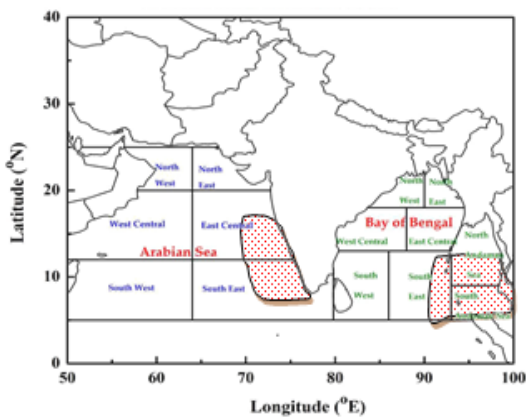 40
30
20
10
0
50
60
70
80
90
100
Latitude (°N)
Longitude (°E)
North
West
North
East
West Central
East Central
Arabian Sea
South West
South East
North
West
North
East
Bay of Bengal
West Central
East Central
South
West
South
East
North
Andaman
Sea
South